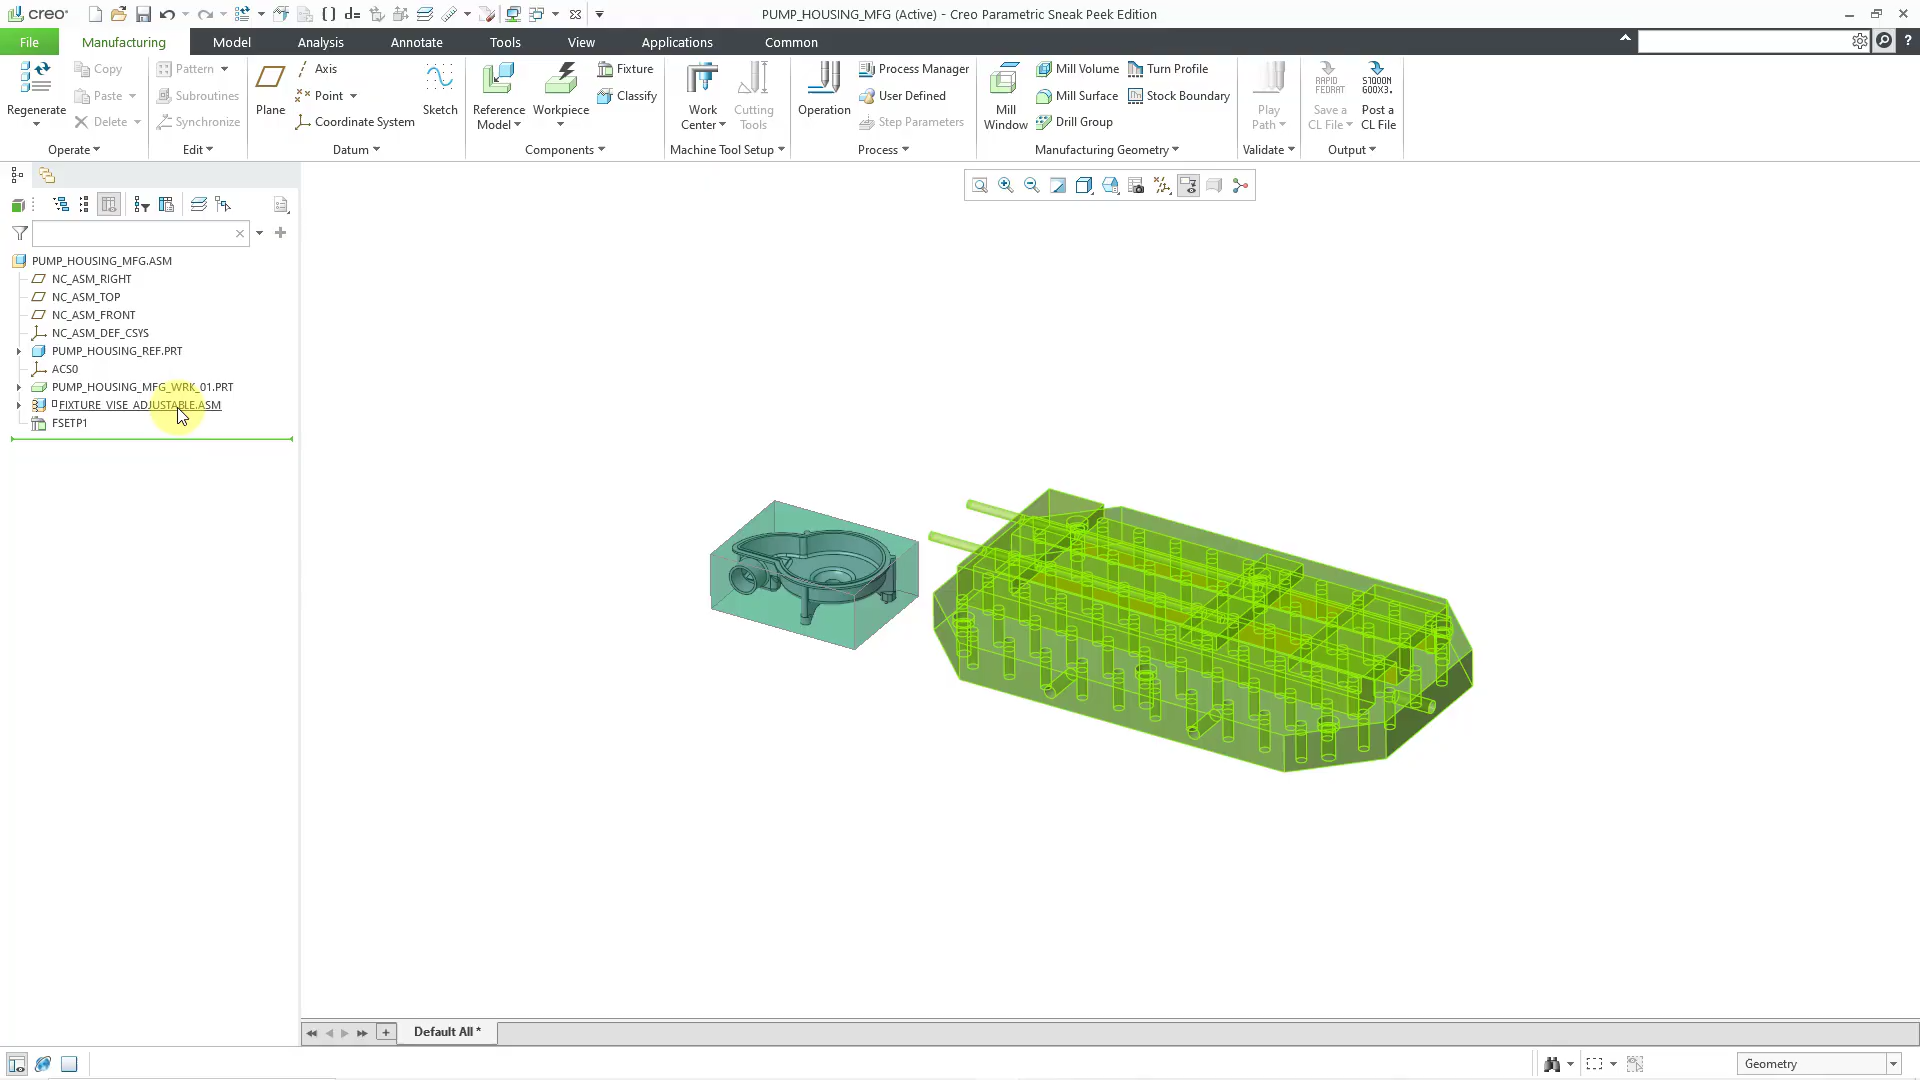 creo
PUMP_HOUSING_MFG (Active) - Creo Parametric Sneak Peek Edition
File
Manufacturing
Model
Analysis
Annotate
Tools
View
Applications
Common
Regenerate
Copy
Paste
Delete
Operate
Pattern
Subroutines
Synchronize
Edit
Plane
Axis
Point
Coordinate System
Sketch
Datum
Reference
Model
Workpiece
Fixture
Classify
Components
Work
Center
Cutting
Tools
Machine Tool Setup
Operation
Process Manager
User Defined
Step Parameters
Process
Mill
Window
Mill Volume
Mill Surface
Drill Group
Turn Profile
Stock Boundary
Manufacturing Geometry
Play
Path
Validate
RAPID
FEDRAT
Save a
CL File
S1000M
G00X3.
Post a
CL File
Output
PUMP_HOUSING_MFG.ASM
NC_ASM_RIGHT
NC_ASM_TOP
NC_ASM_FRONT
NC_ASM_DEF_CSYS
PUMP_HOUSING_REF.PRT
ACS0
PUMP_HOUSING_MFG_WRK_01.PRT
FIXTURE_VISE_ADJUSTABLE.ASM
FSETP1
Default All *
Geometry